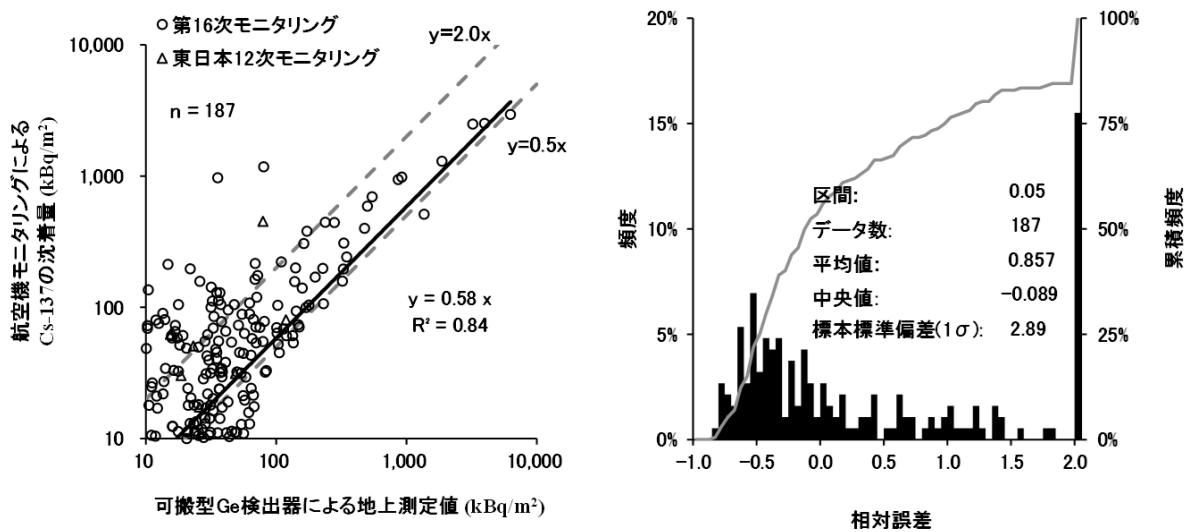 ○ 第16次モニタリング
△ 東日本12次モニタリング
n = 187
y=2.0x
y=0.5x
y = 0.58 x
R² = 0.84
10,000
1,000
100
10
10
100
1,000
10,000
航空機モニタリングによる
Cs-137の沈着量 (kBq/m²)
可搬型Ge検出器による地上測定値 (kBq/m²)
20%
15%
10%
5%
0%
100%
75%
50%
25%
0%
頻度
累積頻度
区間: 0.05
データ数: 187
平均値: 0.857
中央値: −0.089
標本標準偏差(1σ): 2.89
-1.0
-0.5
0.0
0.5
1.0
1.5
2.0
相対誤差